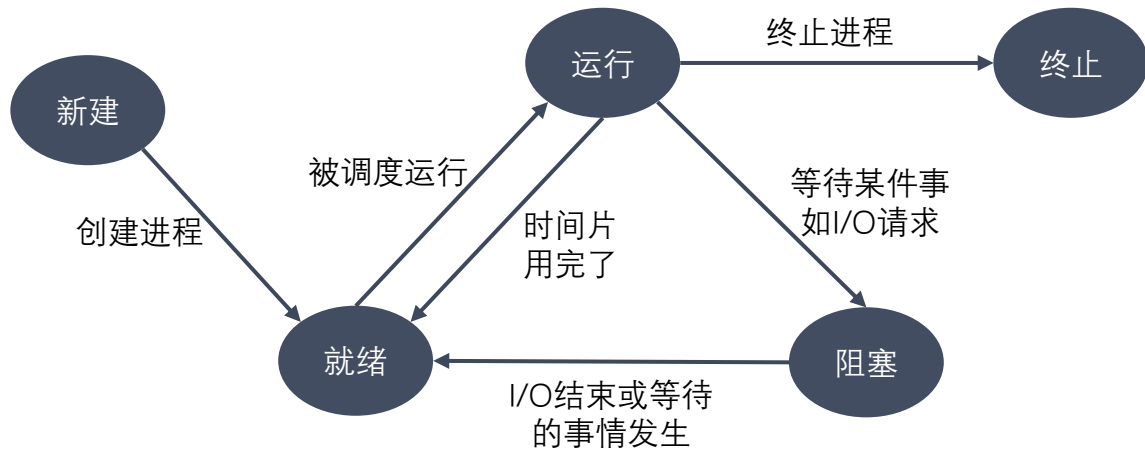 运行
终止进程
终止
新建
被调度运行
等待某件事
如I/O请求
创建进程
时间片
用完了
就绪
阻塞
I/O结束或等待
的事情发生